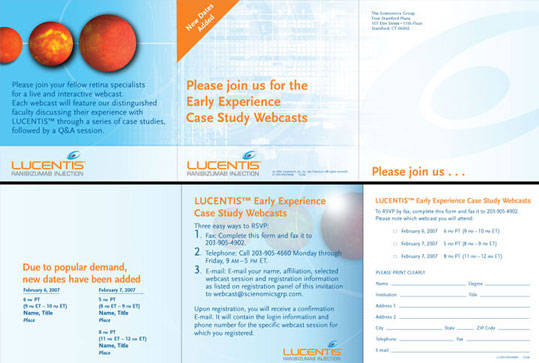 Please join your fellow retina specialists
for a live and interactive webcast.
Each webcast will feature our distinguished
faculty discussing their experience with
LUCENTIS™ through a series of case studies,
followed by a Q&A session.
LUCENTIS™
RANIBIZUMAB INJECTION
New Dates
Added
Please join us for the
Early Experience
Case Study Webcasts
LUCENTIS™
RANIBIZUMAB INJECTION
The Scienomics Group
Four Stamford Plaza
107 Elm Street • 11th Floor
Stamford, CT 06902
Please join us . . .
Due to popular demand,
new dates have been added
February 6, 2007
6 PM PT
(9 PM – 10 PM ET)
Name, Title
Place
February 7, 2007
5 PM PT
(8 PM – 9 PM ET)
Name, Title
Place
8 PM PT
(11 PM – 12 AM ET)
Name, Title
Place
LUCENTIS™ Early Experience
Case Study Webcasts
Three easy ways to RSVP:
1. Fax: Complete this form and fax it to
203-905-4902.
2. Telephone: Call 203-905-4660 Monday through
Friday, 9 AM – 5 PM ET.
3. E-mail: E-mail your name, affiliation, selected
webcast session and registration information
as listed on registration panel of this invitation
to webcast@scienomicsgrp.com.
Upon registration, you will receive a confirmation
E-mail. It will contain the login information and
phone number for the specific webcast session for
which you registered.
LUCENTIS™
RANIBIZUMAB INJECTION
LUCENTIS™ Early Experience Case Study Webcasts
To RSVP by fax, complete this form and fax it to 203-905-4902.
Please note which webcast you will attend:
February 6, 2007 6 PM PT (9 PM – 10 PM ET)
February 7, 2007 5 PM PT (8 PM – 9 PM ET)
February 7, 2007 8 PM PT (11 PM – 12 AM ET)
PLEASE PRINT CLEARLY
Name Degree
Institution Title
Address 1
Address 2
City State ZIP Code
Telephone Fax
E-mail